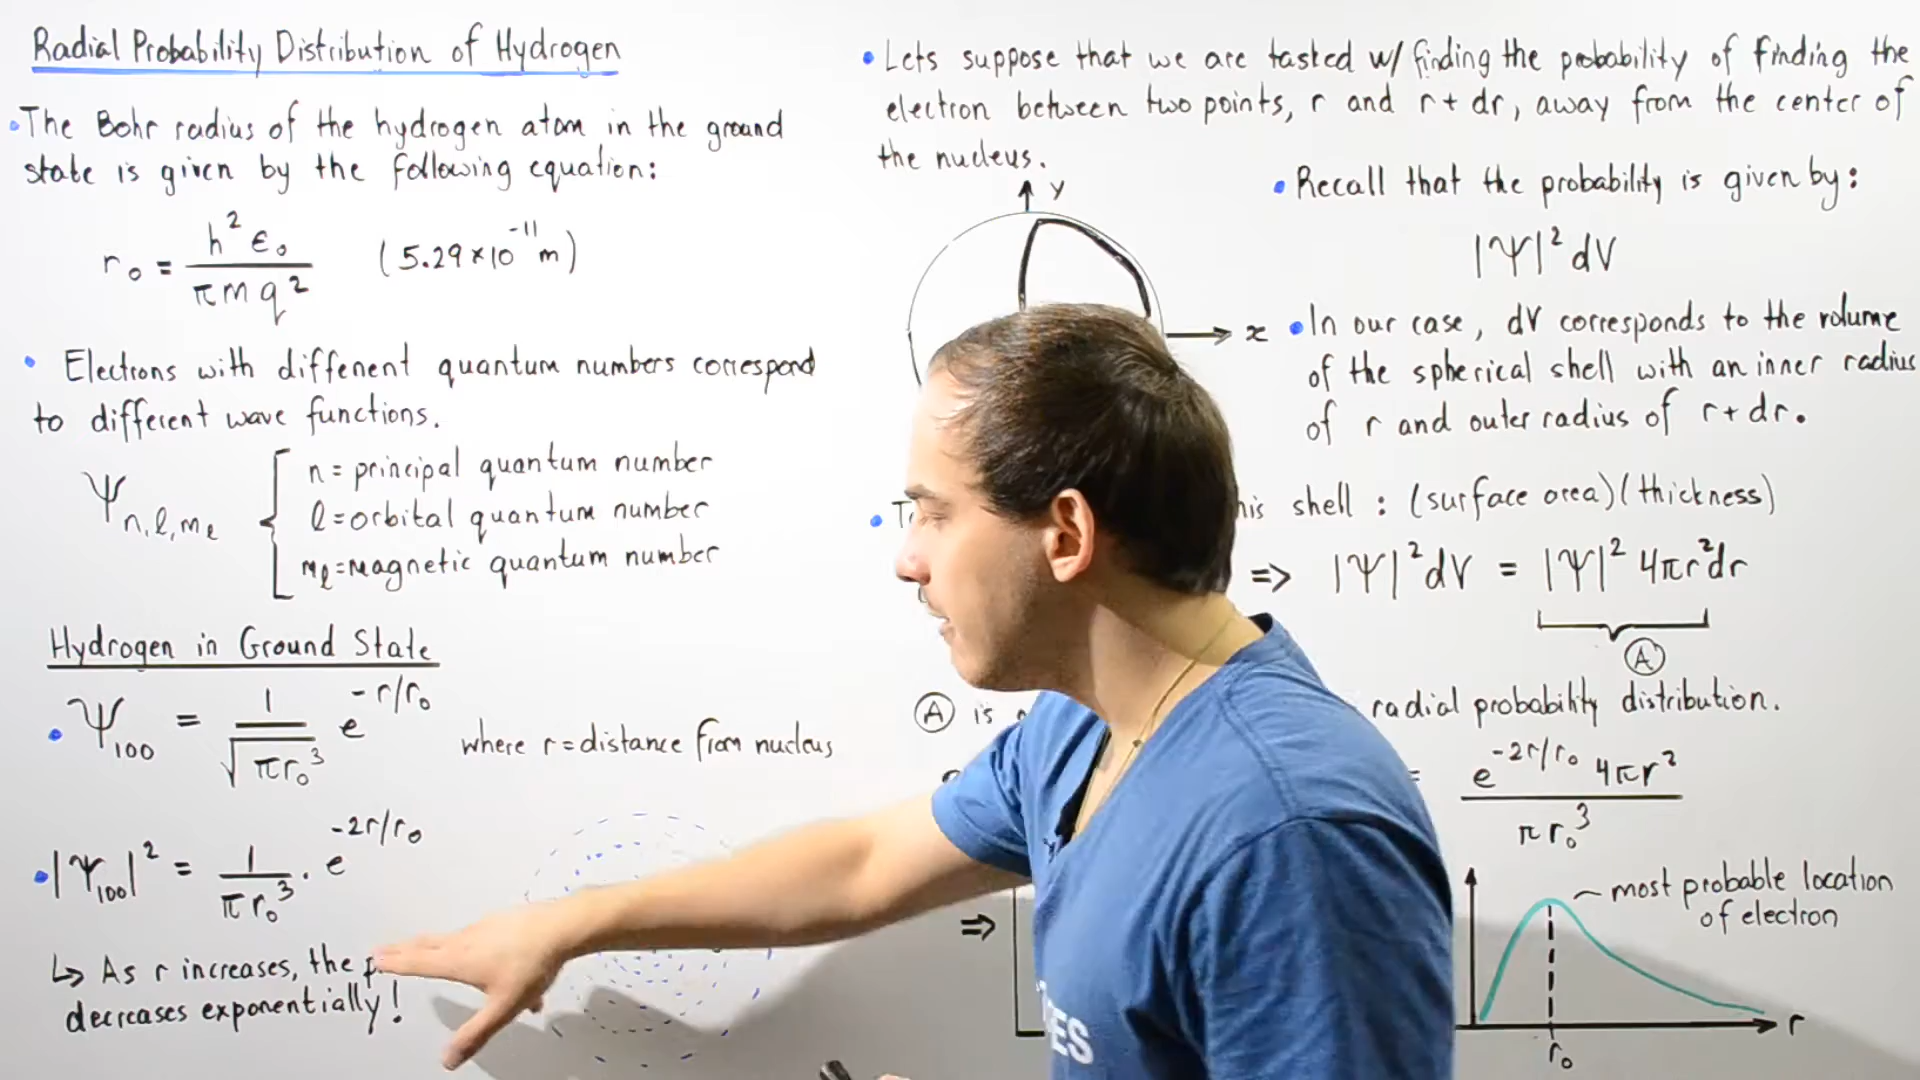 Radial Probability Distribution of Hydrogen
• The Bohr radius of the hydrogen atom in the ground
state is given by the following equation:
r₀ = h²ε₀ / πmq² (5.29×10⁻¹¹ m)
• Electrons with different quantum numbers correspond
to different wave functions.
Ψn,l,mℓ { n = principal quantum number
ℓ = orbital quantum number
mℓ = magnetic quantum number
Hydrogen in Ground State
• Ψ₁₀₀ = 1/√πr₀³ e^-r/r₀ where r = distance from nucleus
• |Ψ₁₀₀|² = 1/πr₀³ · e^-2r/r₀
↳ As r increases, the
decreases exponentially!
• Lets suppose that we are tasked w/ finding the probability of finding the
electron between two points, r and r + dr, away from the center of
the nucleus.
y
x
• Recall that the probability is given by:
|Ψ|² dV
• In our case, dV corresponds to the volume
of the spherical shell with an inner radius
of r and outer radius of r + dr.
• shell : (surface area)(thickness)
=> |Ψ|² dV = |Ψ|² 4πr² dr
A
A is radial probability distribution.
= e^-2r/r₀ 4πr² / πr₀³
=>
most probable location
of electron
r
r₀
ES